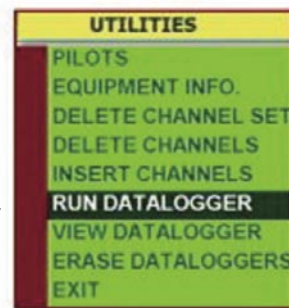 UTILITIES
PILOTS
EQUIPMENT INFO.
DELETE CHANNEL SET
DELETE CHANNELS
INSERT CHANNELS
RUN DATALOGGER
VIEW DATALOGGER
ERASE DATALOGGERS
EXIT